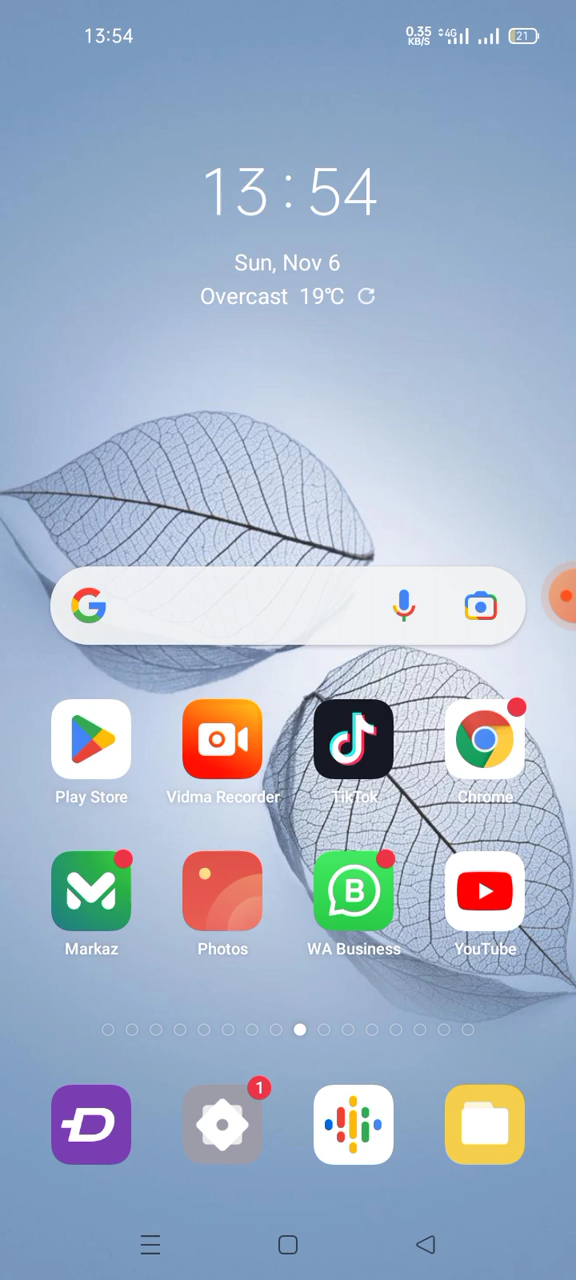 13:54
0.35
KB/S
4G
21
13:54
Sun, Nov 6
Overcast 19℃
Play Store
Vidma Recorder
TikTok
Chrome
Markaz
Photos
B
WA Business
YouTube
1